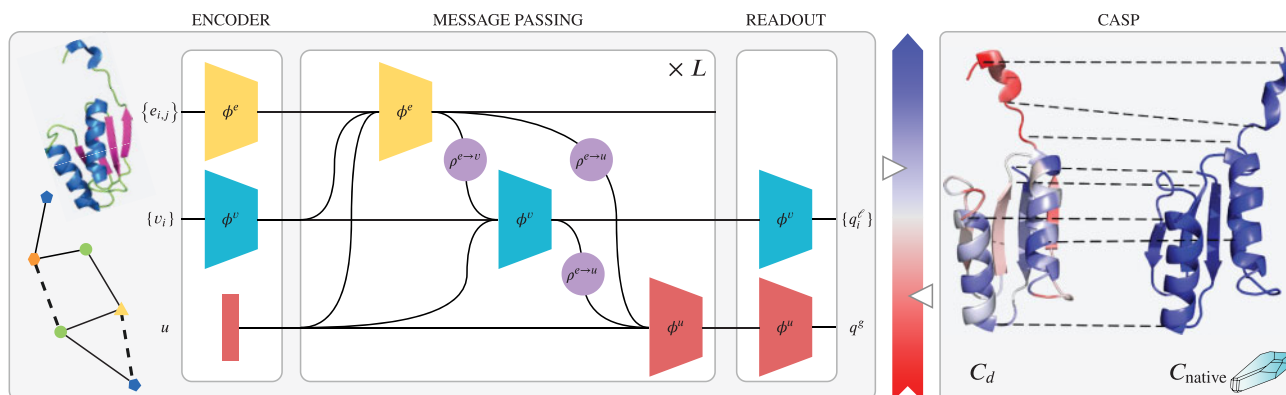 ENCODER
MESSAGE PASSING
READOUT
CASP
× L
{e_{i,j}}
ϕ^e
ϕ^e
ρ^{e→v}
ρ^{e→u}
{v_i}
ϕ^v
ϕ^v
ϕ^v
{q_i^ℓ}
ρ^{e→u}
u
ϕ^u
ϕ^u
q^g
C_d
C_native